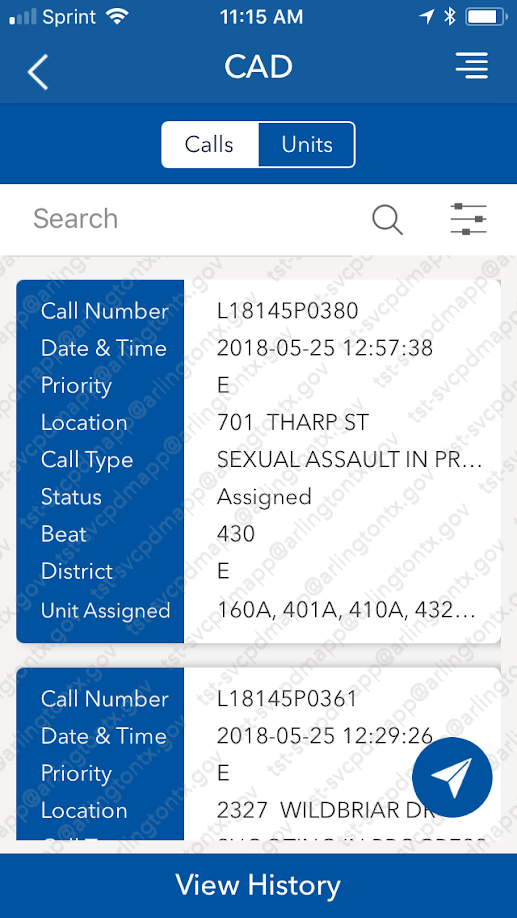 Sprint 11:15 AM
CAD
Calls Units
Search
Call Number L18145P0380
Date & Time 2018-05-25 12:57:38
Priority E
Location 701 THARP ST
Call Type SEXUAL ASSAULT IN PR...
Status Assigned
Beat 430
District E
Unit Assigned 160A, 401A, 410A, 432...
Call Number L18145P0361
Date & Time 2018-05-25 12:29:26
Priority E
Location 2327 WILDBRIAR DR
SHOOTING IN PROGRESS
View History
tst-svcpdmapp@arlingtontx.gov